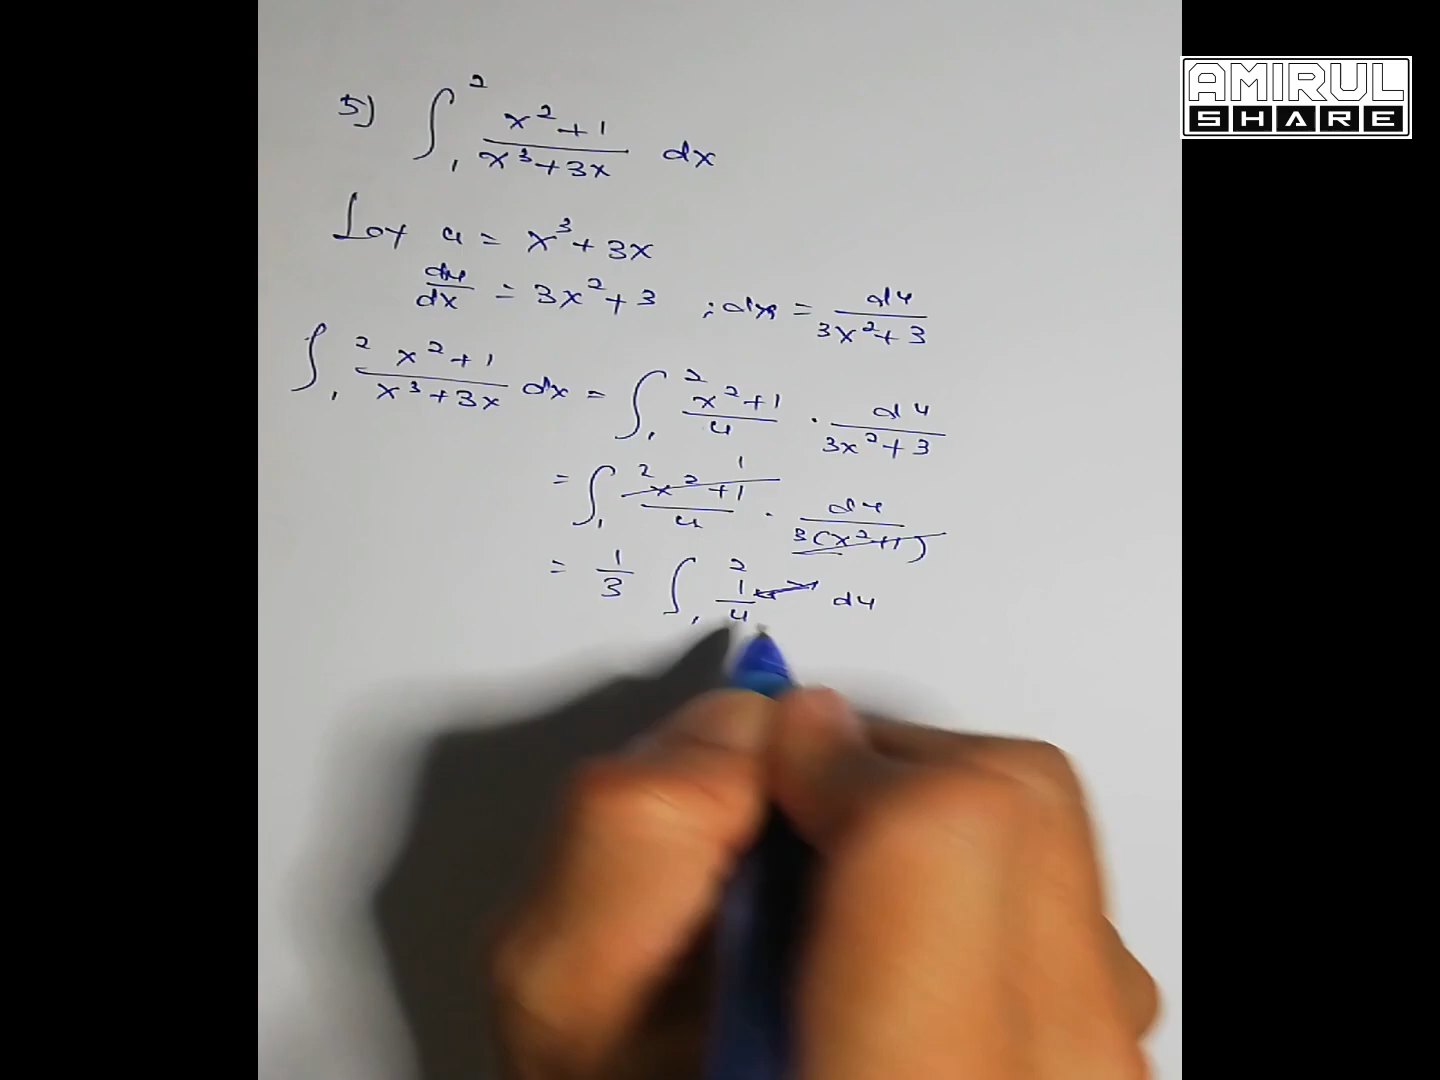 AMIRUL
SHARE
5) ∫₁² (x² + 1)/(x³ + 3x) dx
Let u = x³ + 3x
du/dx = 3x² + 3 ; dx = du/(3x² + 3)
∫₁² (x² + 1)/(x³ + 3x) dx = ∫₁² (x² + 1)/u · du/(3x² + 3)
= ∫₁² (x² + 1)/u · du/(3(x² + 1)) 1
= 1/3 ∫₁² 1/u du